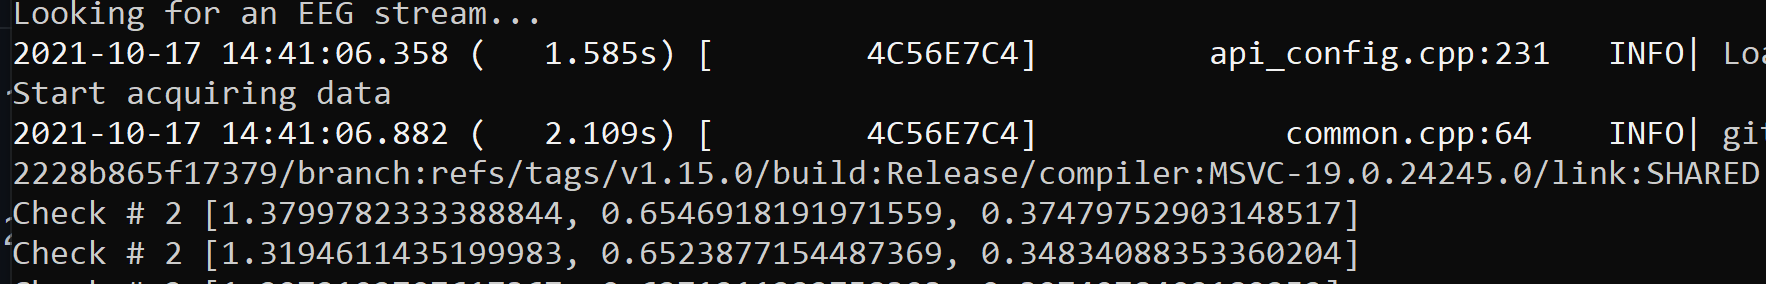 Looking for an EEG stream...
2021-10-17 14:41:06.358 (   1.585s) [        4C56E7C4]         api_config.cpp:231   INFO| Loa
Start acquiring data
2021-10-17 14:41:06.882 (   2.109s) [        4C56E7C4]             common.cpp:64    INFO| git
2228b865f17379/branch:refs/tags/v1.15.0/build:Release/compiler:MSVC-19.0.24245.0/link:SHARED
Check # 2 [1.3799782333388844, 0.6546918191971559, 0.37479752903148517]
Check # 2 [1.3194611435199983, 0.6523877154487369, 0.34834088353360204]